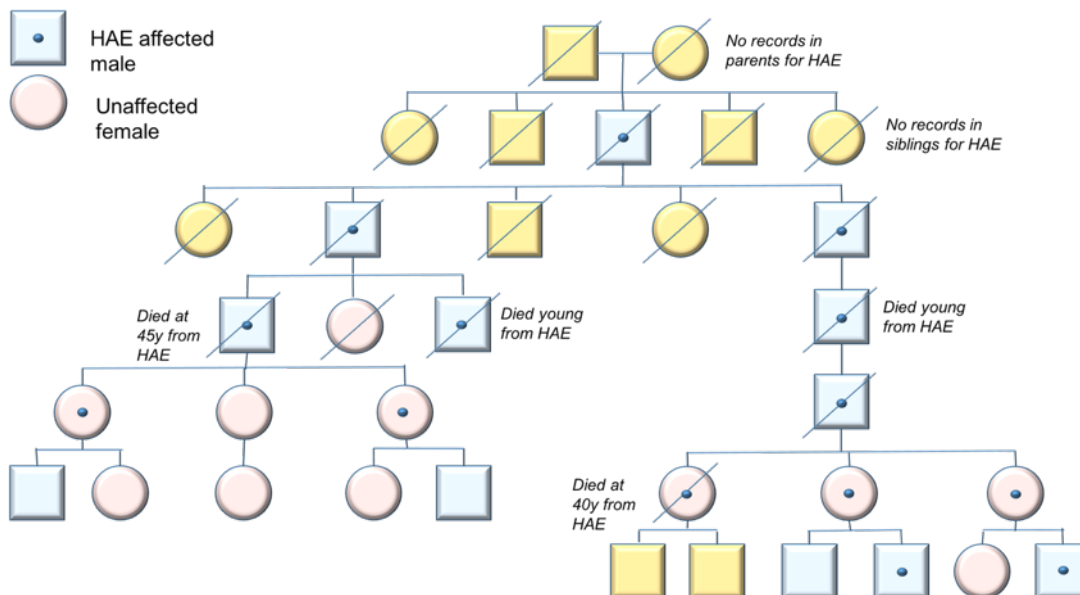 HAE affected
male
Unaffected
female
No records in
parents for HAE
No records in
siblings for HAE
Died at
45y from
HAE
Died young
from HAE
Died young
from HAE
Died at
40y from
HAE